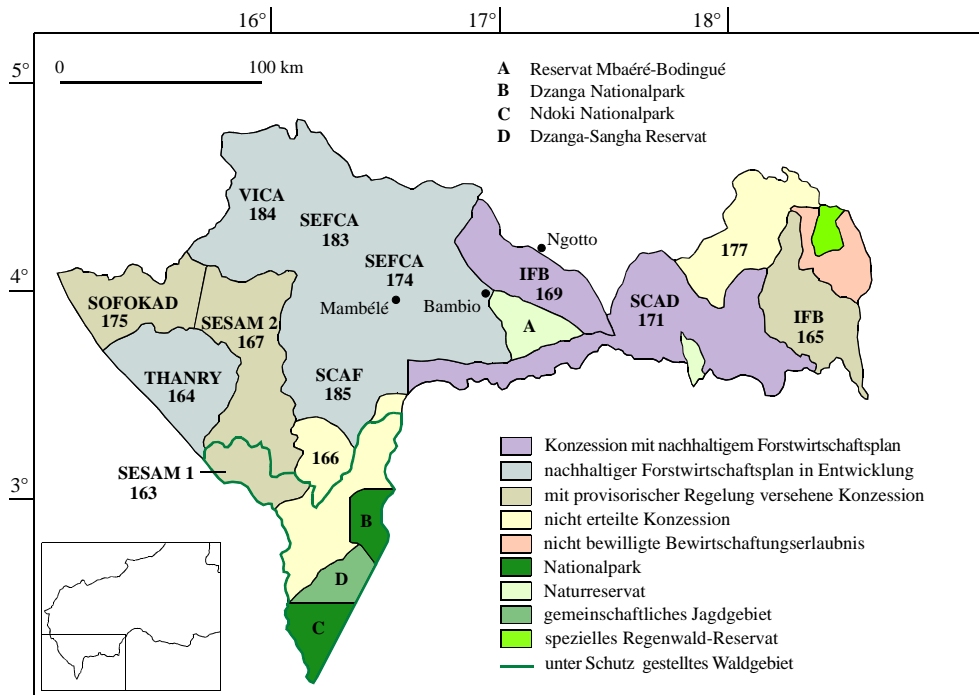 16° 17° 18°
5°
4°
3°
0 100 km
A Reservat Mbaéré-Bodingué
B Dzanga Nationalpark
C Ndoki Nationalpark
D Dzanga-Sangha Reservat
VICA
184
SEFCA
183
SEFCA
174
Mambélé
Bambio
Ngotto
IFB
169
A
SCAD
171
177
IFB
165
SOFOKAD
175
SESAM 2
167
THANRY
164
SCAF
185
SESAM 1
163
166
B
D
C
Konzession mit nachhaltigem Forstwirtschaftsplan
nachhaltiger Forstwirtschaftsplan in Entwicklung
mit provisorischer Regelung versehene Konzession
nicht erteilte Konzession
nicht bewilligte Bewirtschaftungserlaubnis
Nationalpark
Naturreservat
gemeinschaftliches Jagdgebiet
spezielles Regenwald-Reservat
unter Schutz gestelltes Waldgebiet